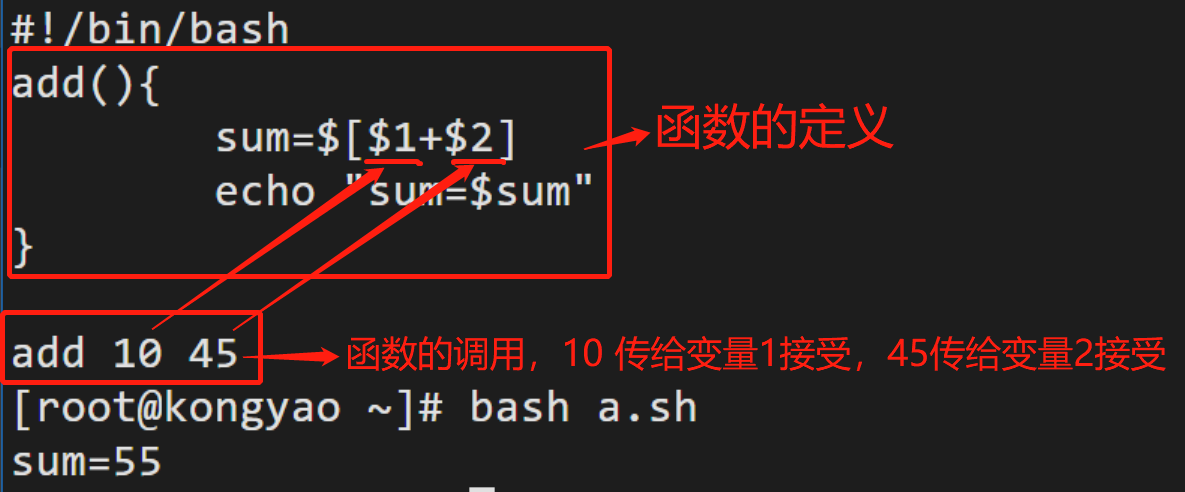 #!/bin/bash
add(){
sum=$[$1+$2]
函数的定义
echo "sum=$sum"
}
add 10 45
函数的调用，10 传给变量1接受，45传给变量2接受
[root@kongyao ~]# bash a.sh
sum=55